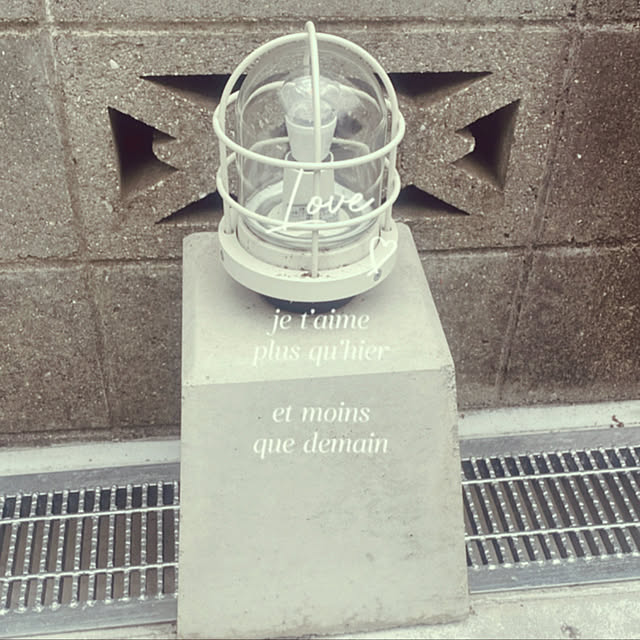 Love
je t'aime
plus qu'hier
et moins
que demain